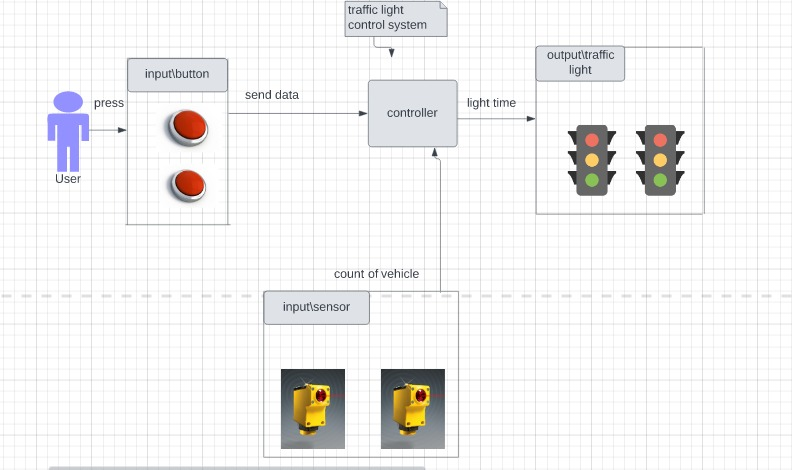 traffic light
control system
input\button
output\traffic
light
press
send data
controller
light time
User
count of vehicle
input\sensor